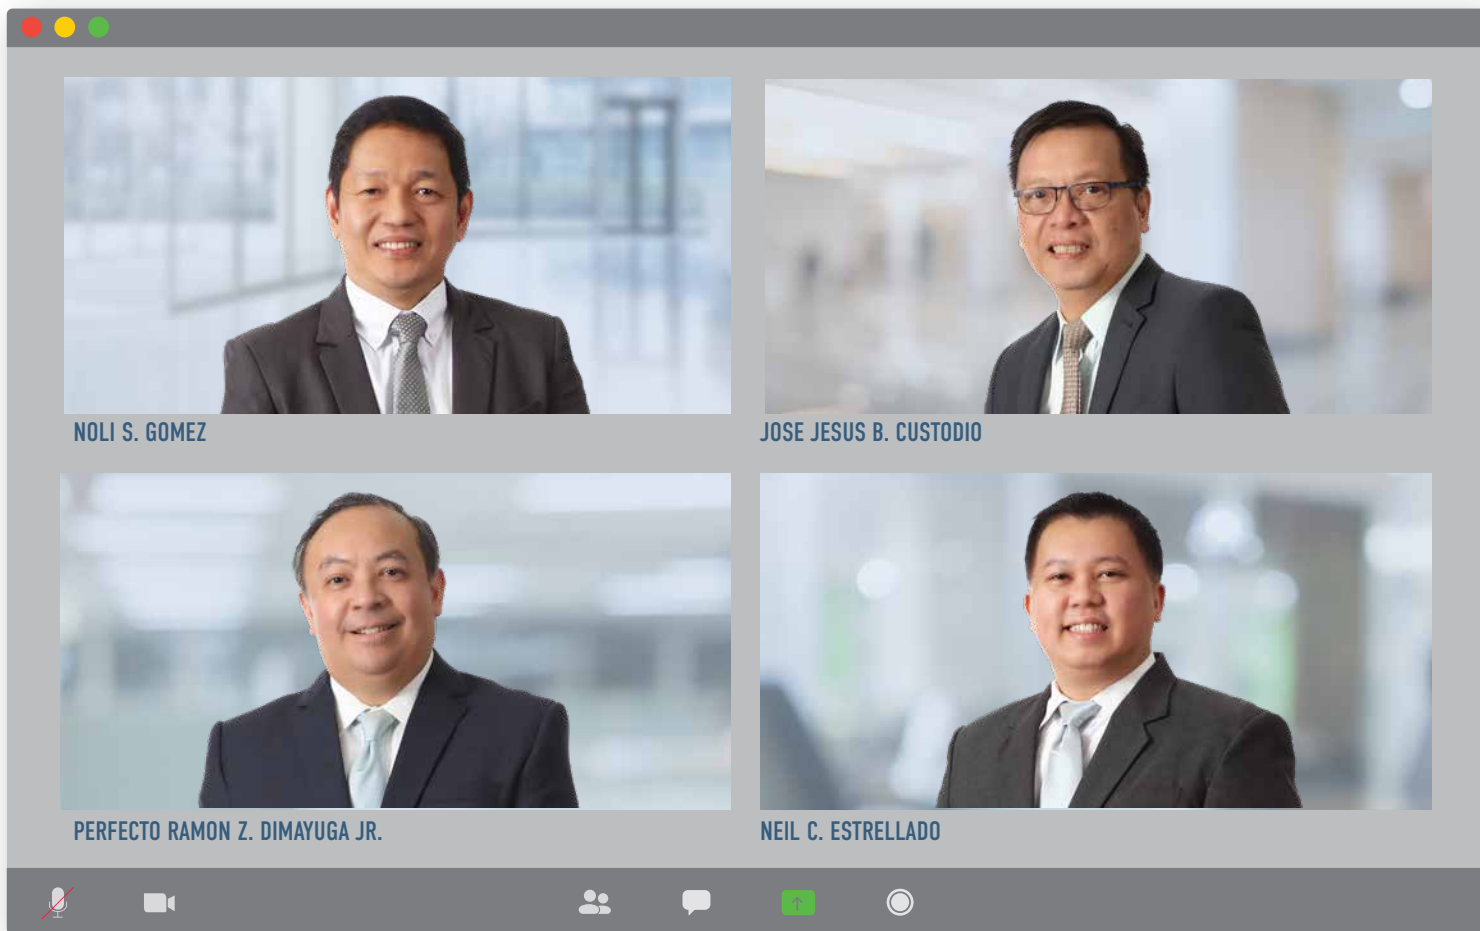 NOLI S. GOMEZ
JOSE JESUS B. CUSTODIO
PERFECTO RAMON Z. DIMAYUGA JR.
NEIL C. ESTRELLADO